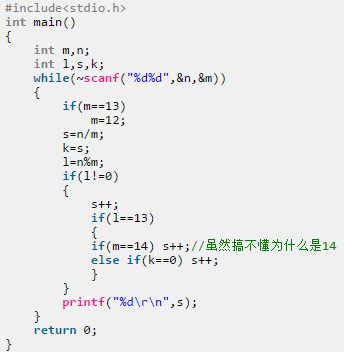 #include<stdio.h>
int main()
{
    int m,n;
    int l,s,k;
    while(~scanf("%d%d",&n,&m))
    {
        if(m==13)
            m=12;
        s=n/m;
        k=s;
        l=n%m;
        if(l!=0)
        {
            s++;
            if(l==13)
            {
            if(m==14) s++;//虽然搞不懂为什么是14
            else if(k==0) s++;
            }
        }
        printf("%d\r\n",s);
    }
    return 0;
}